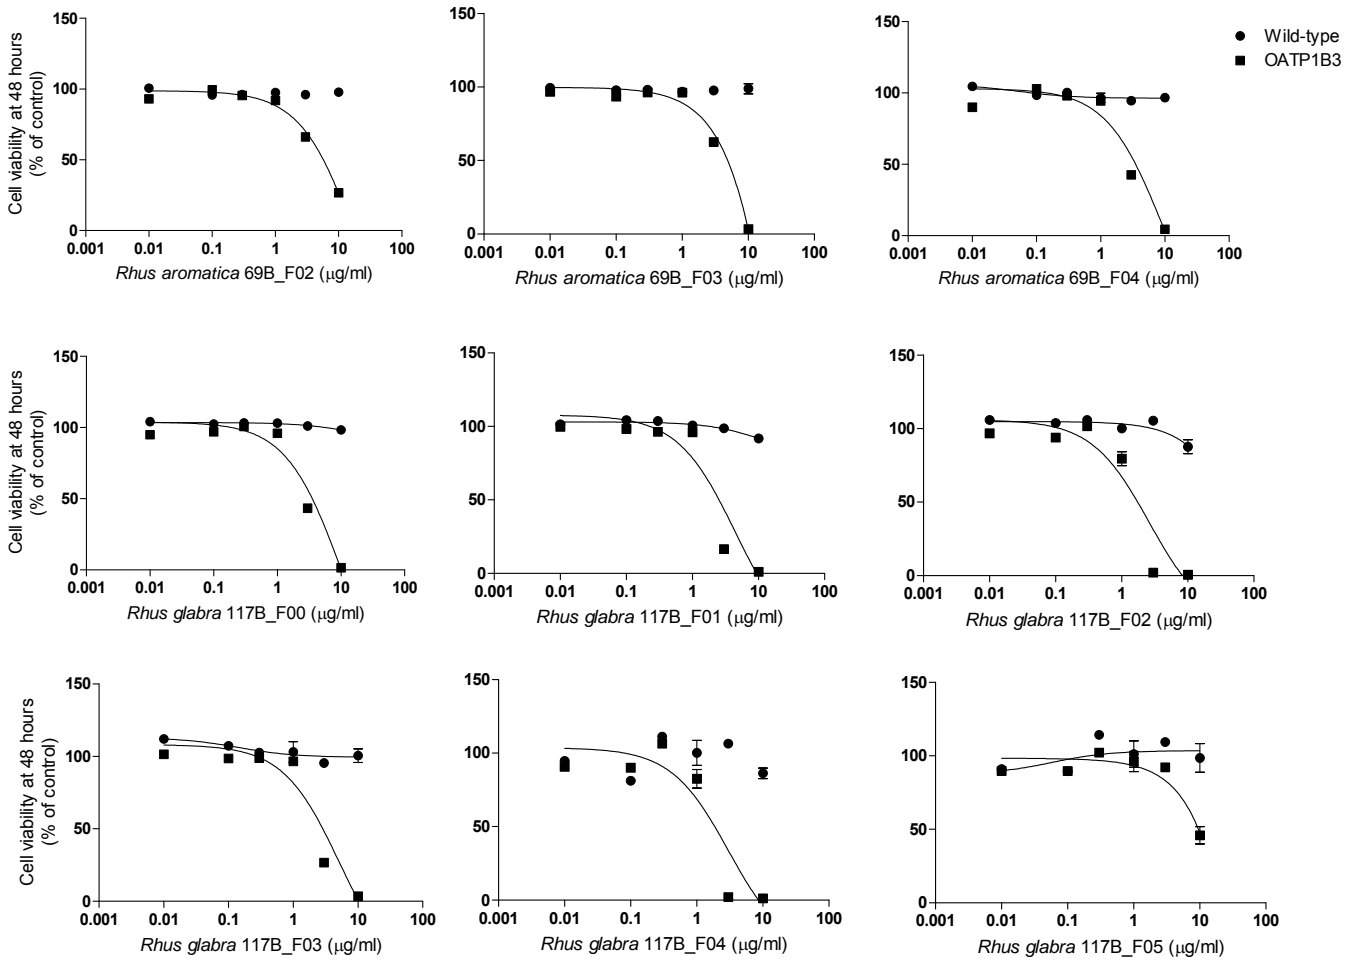 Wild-type
OATP1B3
Cell viability at 48 hours
(% of control)
150
100
50
0
0.001 0.01 0.1 1 10 100
Rhus aromatica 69B_F02 (μg/ml)
150
100
50
0
0.001 0.01 0.1 1 10 100
Rhus aromatica 69B_F03 (μg/ml)
150
100
50
0
0.001 0.01 0.1 1 10 100
Rhus aromatica 69B_F04 (μg/ml)
Cell viability at 48 hours
(% of control)
150
100
50
0
0.001 0.01 0.1 1 10 100
Rhus glabra 117B_F00 (μg/ml)
150
100
50
0
0.001 0.01 0.1 1 10 100
Rhus glabra 117B_F01 (μg/ml)
150
100
50
0
0.001 0.01 0.1 1 10 100
Rhus glabra 117B_F02 (μg/ml)
Cell viability at 48 hours
(% of control)
150
100
50
0
0.001 0.01 0.1 1 10 100
Rhus glabra 117B_F03 (μg/ml)
150
100
50
0
0.001 0.01 0.1 1 10 100
Rhus glabra 117B_F04 (μg/ml)
150
100
50
0
0.001 0.01 0.1 1 10 100
Rhus glabra 117B_F05 (μg/ml)